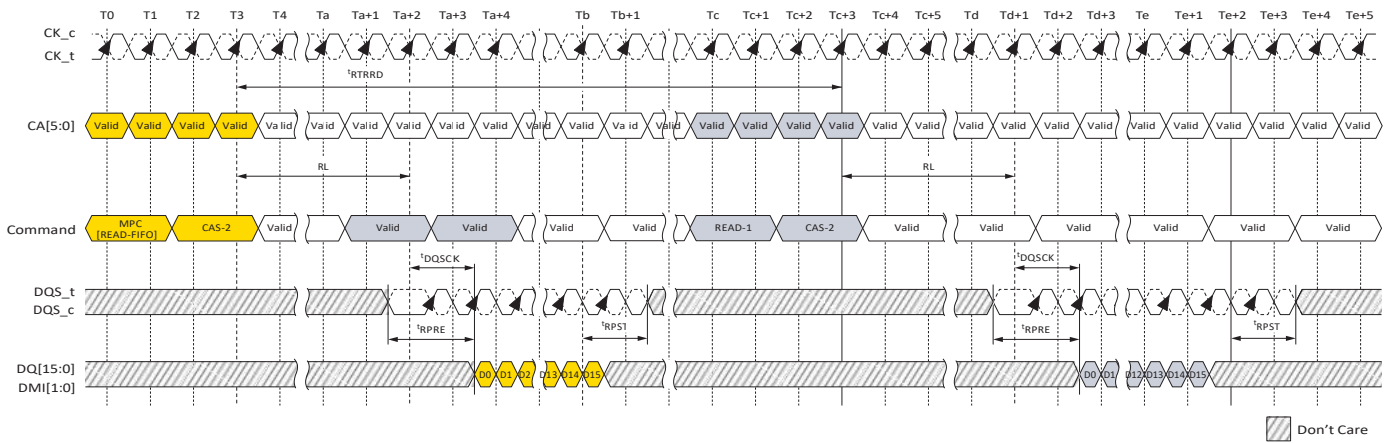 T0 T1 T2 T3 T4 Ta Ta+1 Ta+2 Ta+3 Ta+4 Tb Tb+1 Tc Tc+1 Tc+2 Tc+3 Tc+4 Tc+5 Td Td+1 Td+2 Td+3 Te Te+1 Te+2 Te+3 Te+4 Te+5
CK_c
CK_t
tRTRRD
CA[5:0] Valid Valid Valid Valid Valid Valid Valid Valid Valid Valid Valid Valid Valid Valid Valid Valid Valid Valid Valid Valid Valid Valid Valid Valid Valid Valid Valid Valid Valid Valid
RL RL
Command MPC [READ-FIFO] CAS-2 Valid Valid Valid Valid Valid READ-1 CAS-2 Valid Valid Valid Valid Valid Valid
tDQSCK tDQSCK
DQS_t
DQS_c
tRPRE tRPST tRPRE tRPST
DQ[15:0] D0 D1 D2 D13 D14 D15 D0 D1 D12 D13 D14 D15
DMI[1:0]
Don't Care